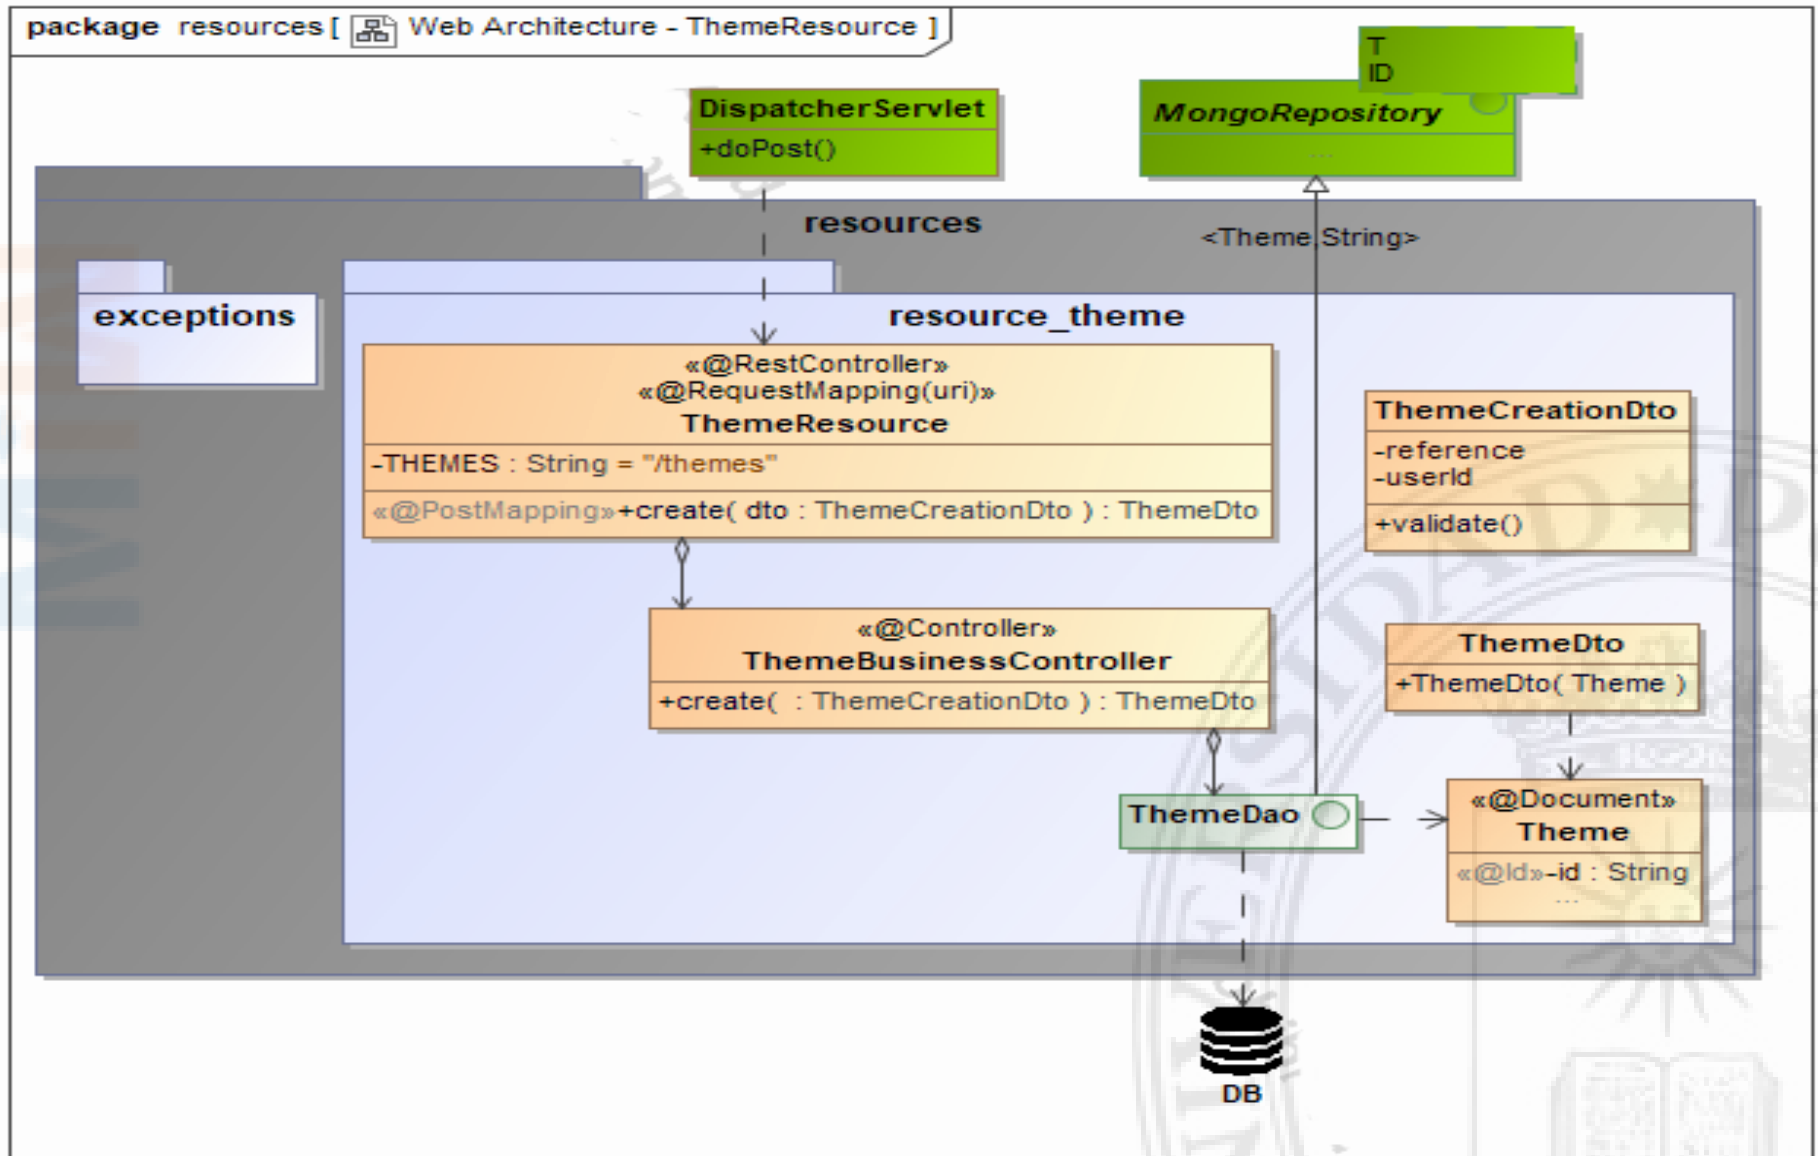 package resources [ Web Architecture - ThemeResource ]
T
ID
DispatcherServlet
+doPost()
MongoRepository
...
resources
<Theme,String>
exceptions
resource_theme
«@RestController»
«@RequestMapping(uri)»
ThemeResource
-THEMES : String = "/themes"
«@PostMapping»+create( dto : ThemeCreationDto ) : ThemeDto
ThemeCreationDto
-reference
-userId
+validate()
«@Controller»
ThemeBusinessController
+create( : ThemeCreationDto ) : ThemeDto
ThemeDto
+ThemeDto( Theme )
ThemeDao
«@Document»
Theme
«@Id»-id : String
...
DB